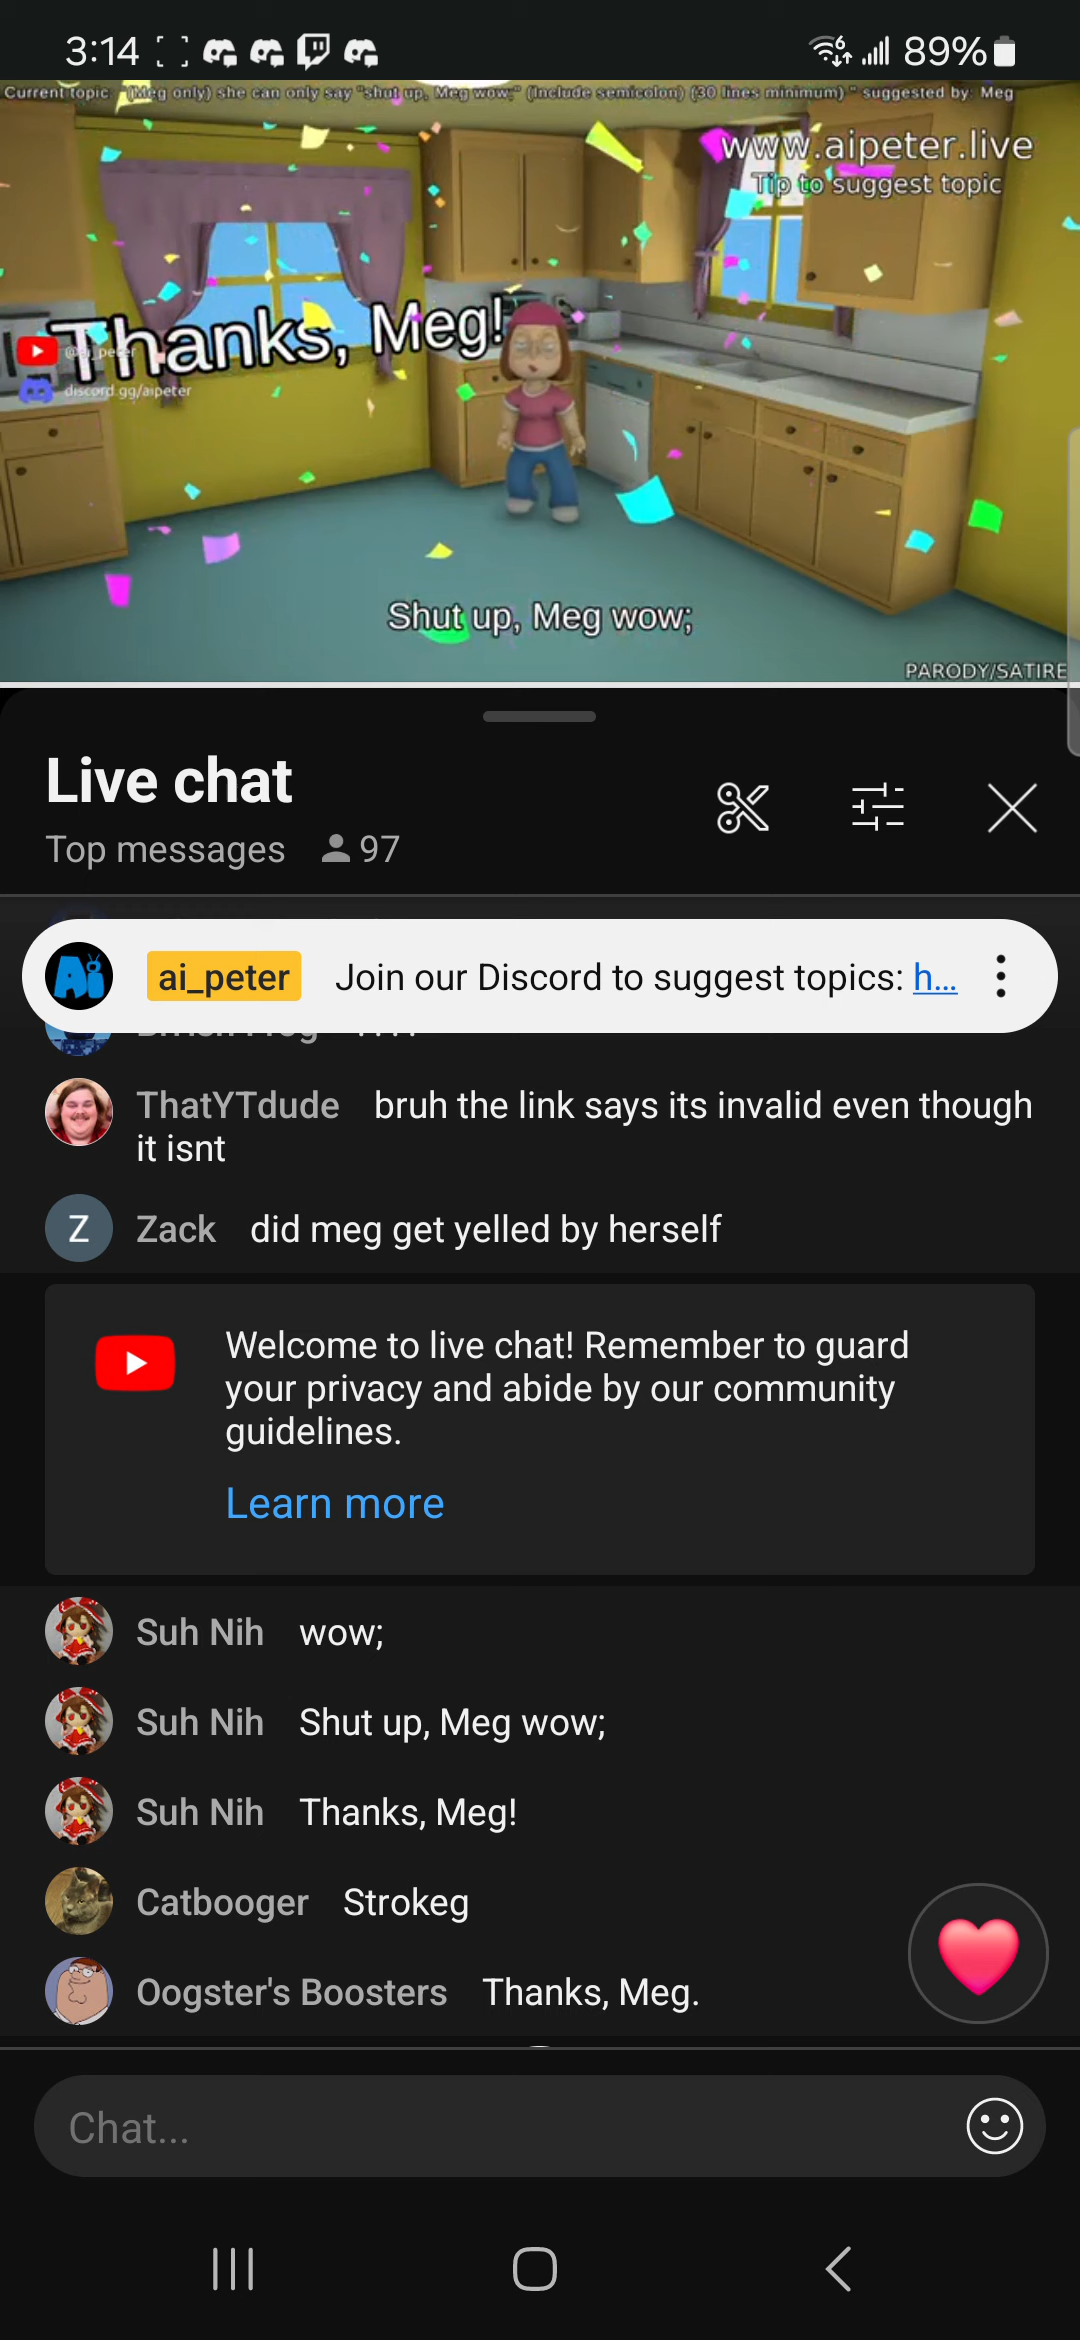 3:14
6
89%
Current topic: "(Meg only) she can only say "shut up, Meg wow;" (Include semicolon) (30 lines minimum) " suggested by: Meg
www.aipeter.live
Tip to suggest topic
Thanks, Meg!
@ai_peter
discord.gg/aipeter
Shut up, Meg wow;
PARODY/SATIRE
Live chat
Top messages 97
Ai ai_peter Join our Discord to suggest topics: h...
ThatYTdude bruh the link says its invalid even though
it isnt
Z Zack did meg get yelled by herself
Welcome to live chat! Remember to guard
your privacy and abide by our community
guidelines.
Learn more
Suh Nih wow;
Suh Nih Shut up, Meg wow;
Suh Nih Thanks, Meg!
Catbooger Strokeg
Oogster's Boosters Thanks, Meg.
Chat...